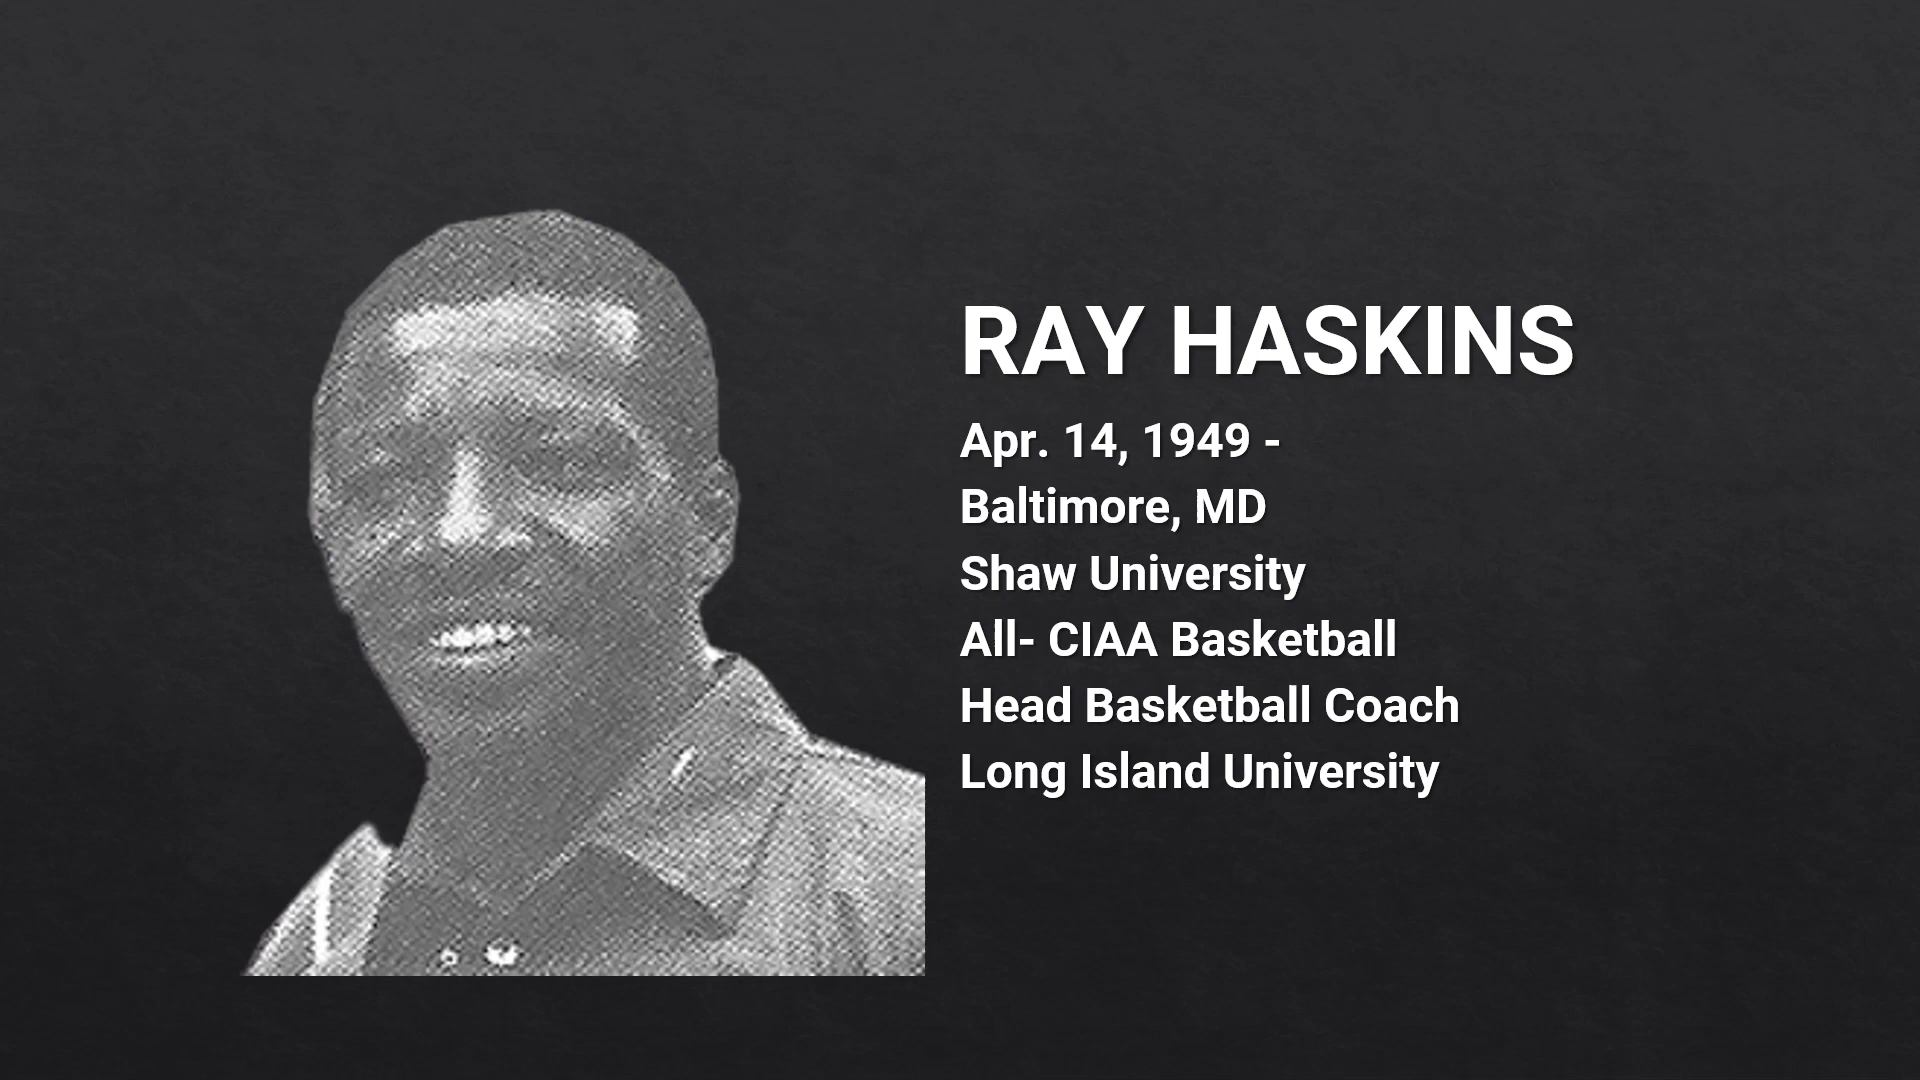 RAY HASKINS
Apr. 14, 1949 -
Baltimore, MD
Shaw University
All- CIAA Basketball
Head Basketball Coach
Long Island University